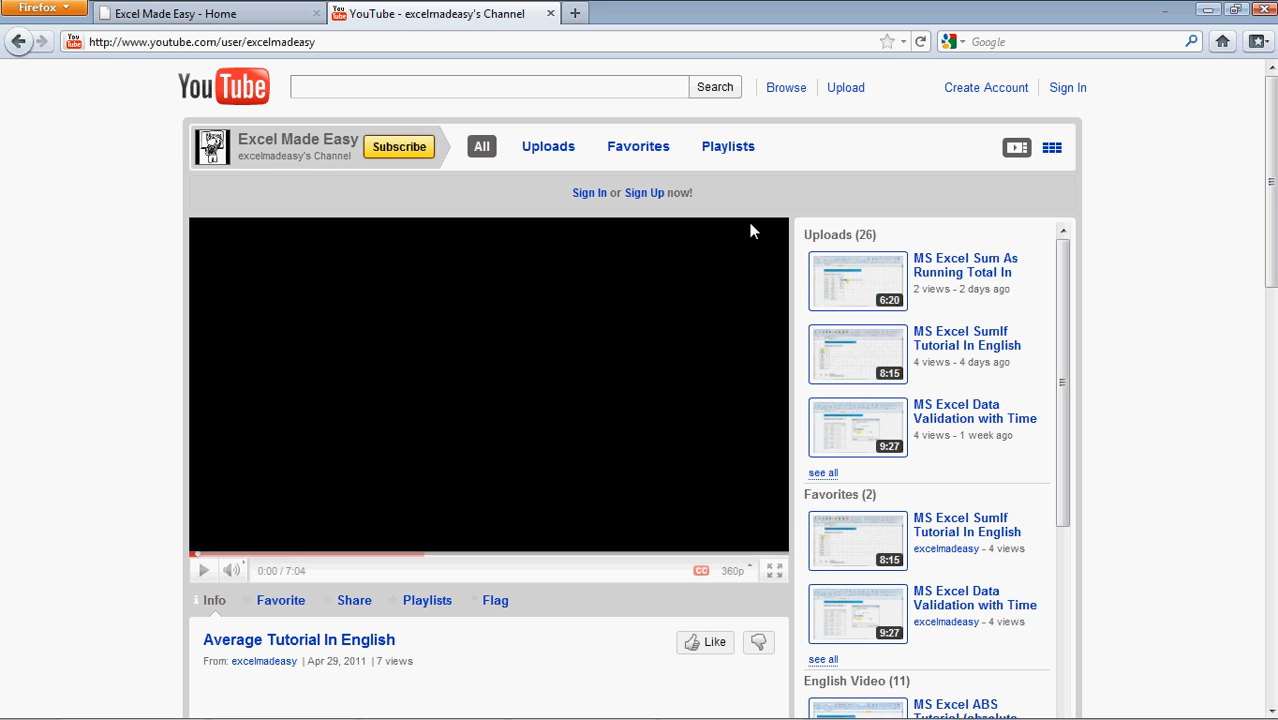 Firefox
Excel Made Easy - Home
YouTube - excelmadeasy's Channel
http://www.youtube.com/user/excelmadeasy
Google
YouTube
Search
Browse
Upload
Create Account
Sign In
Excel Made Easy
excelmadeasy's Channel
Subscribe
All
Uploads
Favorites
Playlists
Sign In or Sign Up now!
Uploads (26)
MS Excel Sum As
Running Total In
2 views - 2 days ago
6:20
MS Excel SumIf
Tutorial In English
4 views - 4 days ago
8:15
MS Excel Data
Validation with Time
4 views - 1 week ago
9:27
see all
Favorites (2)
MS Excel SumIf
Tutorial In English
excelmadeasy - 4 views
8:15
MS Excel Data
Validation with Time
excelmadeasy - 4 views
9:27
see all
English Video (11)
MS Excel ABS
Tutorial (absolute
0:00 / 7:04
CC
360p
Info
Favorite
Share
Playlists
Flag
Average Tutorial In English
Like
From: excelmadeasy | Apr 29, 2011 | 7 views